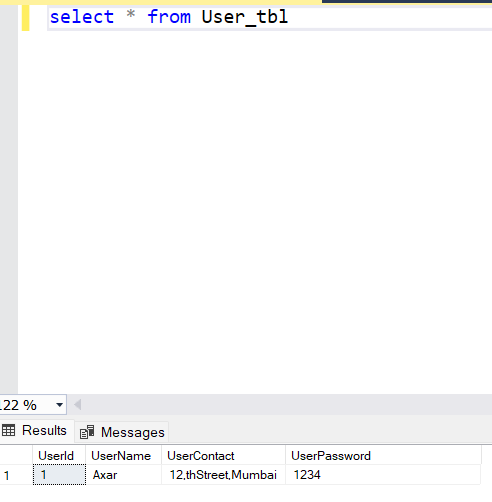 select * from User_tbl
122 %
Results Messages
UserId UserName UserContact UserPassword
1 1 Axar 12,thStreet,Mumbai 1234